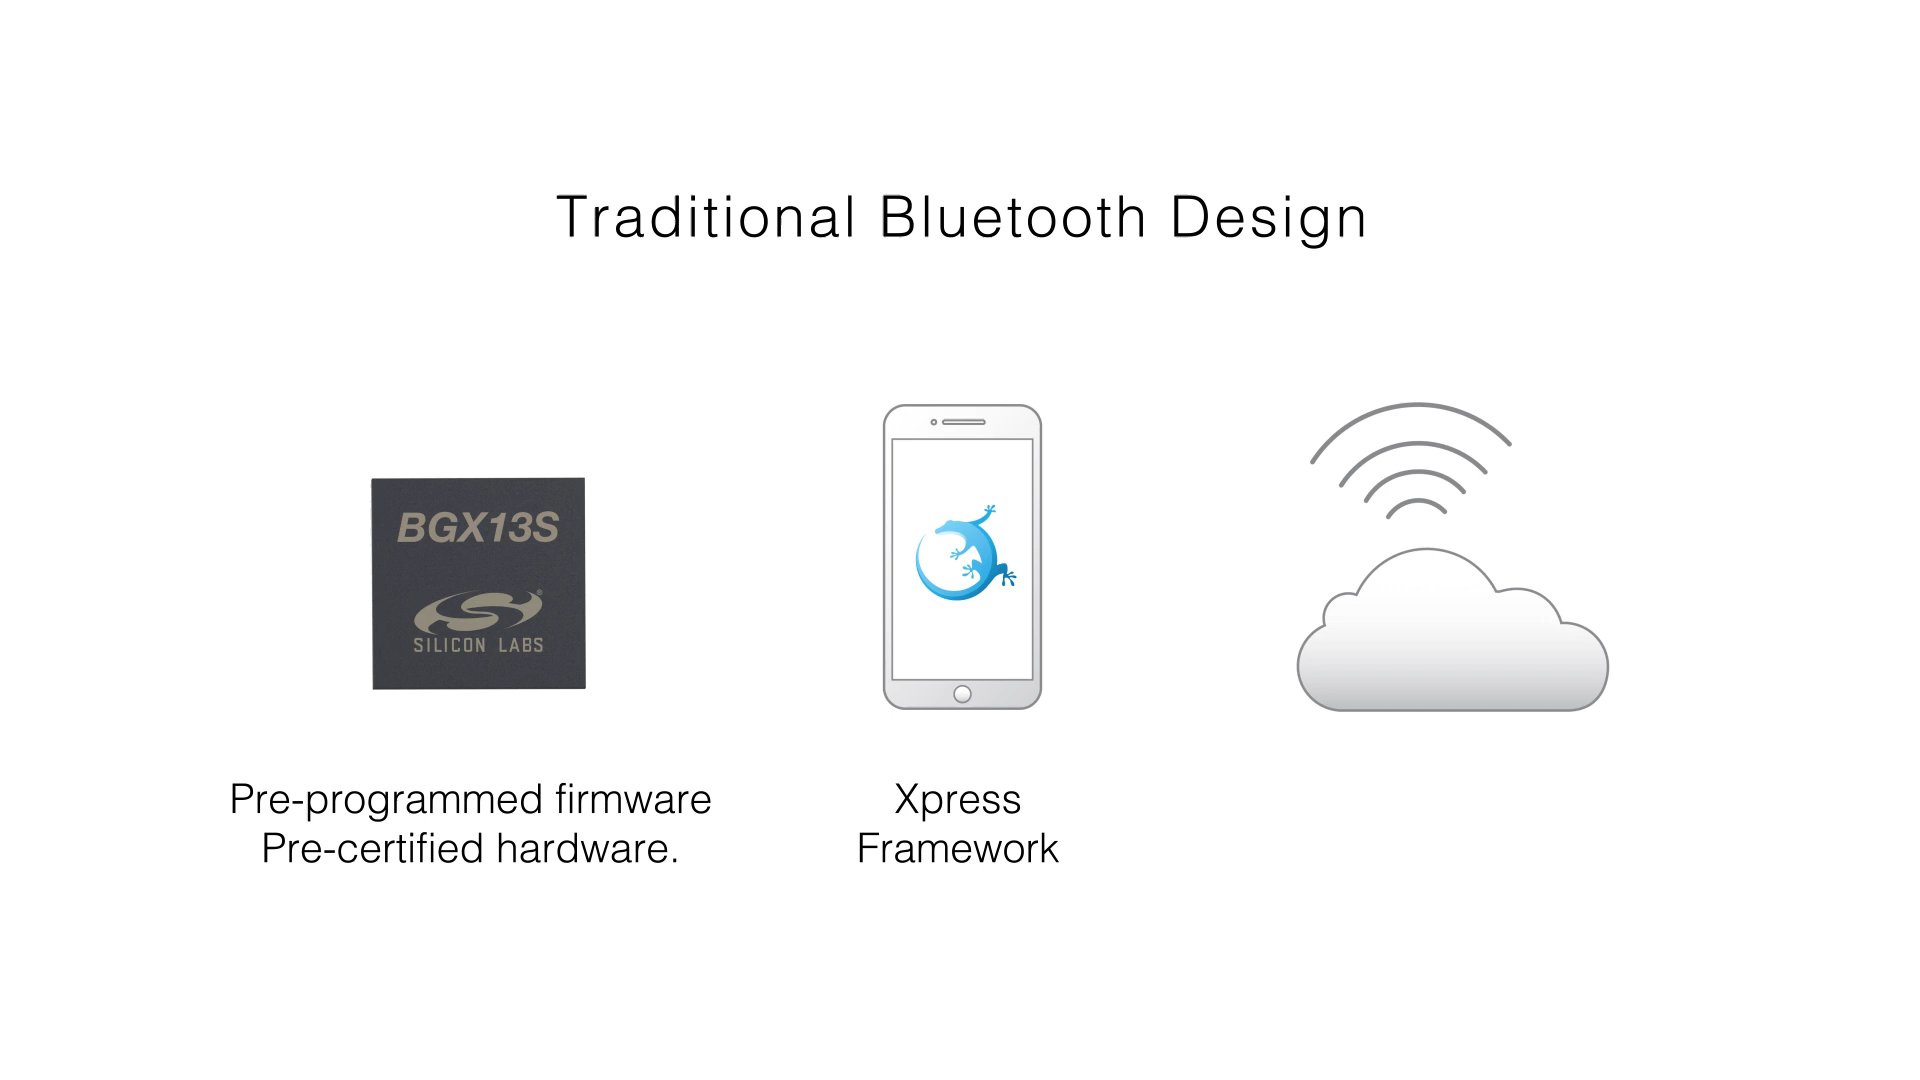 Traditional Bluetooth Design
BGX13S
SILICON LABS
Pre-programmed firmware
Pre-certified hardware.
Xpress
Framework